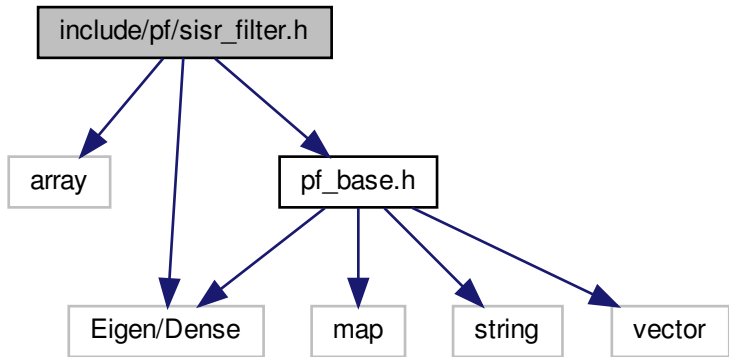 include/pf/sisr_filter.h
array
pf_base.h
Eigen/Dense
map
string
vector